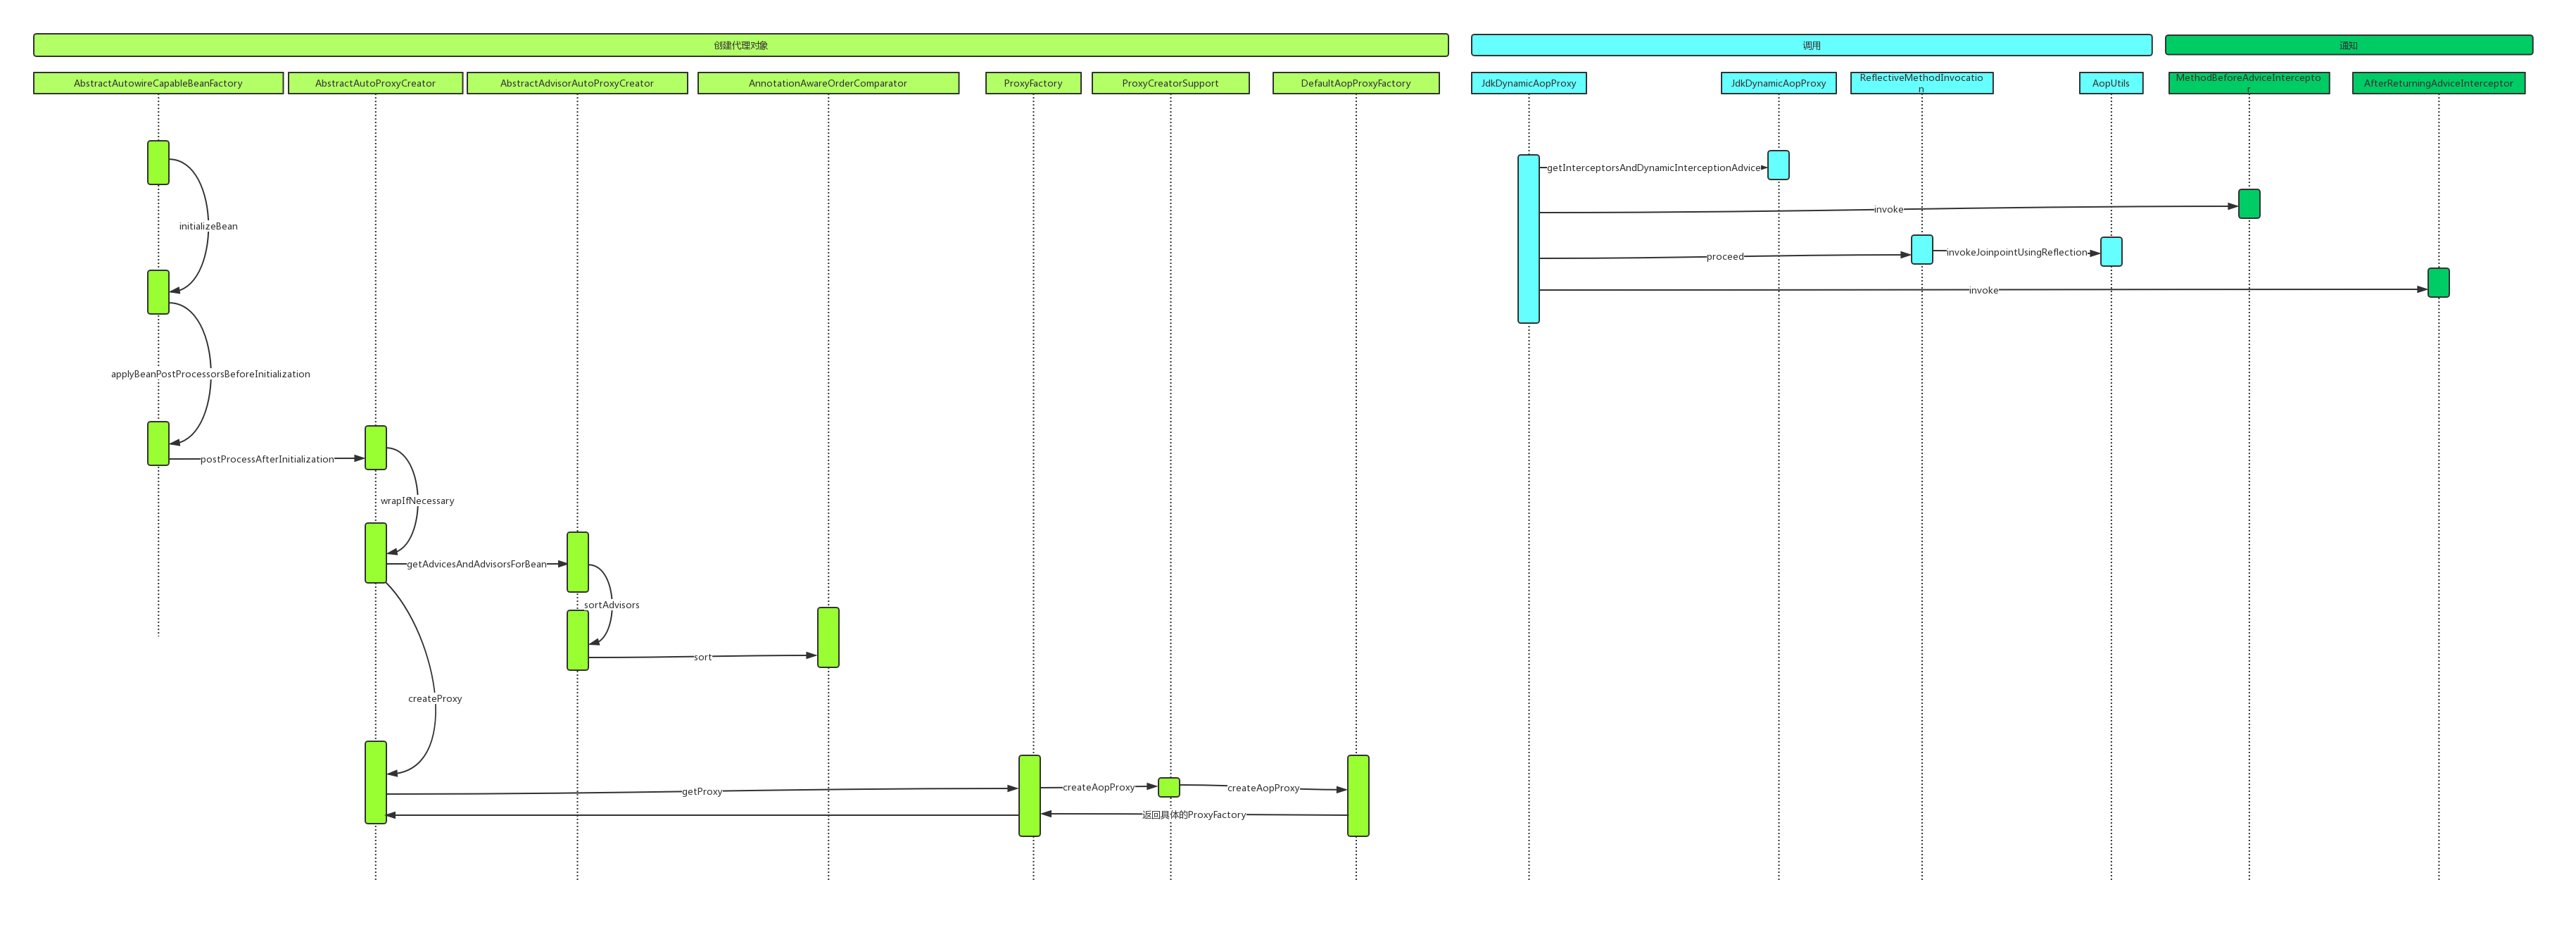 创建代理对象
调用
通知
AbstractAutowireCapableBeanFactory
AbstractAutoProxyCreator
AbstractAdvisorAutoProxyCreator
AnnotationAwareOrderComparator
ProxyFactory
ProxyCreatorSupport
DefaultAopProxyFactory
JdkDynamicAopProxy
JdkDynamicAopProxy
ReflectiveMethodInvocatio
n
AopUtils
MethodBeforeAdviceIntercepto
r
AfterReturningAdviceInterceptor
initializeBean
applyBeanPostProcessorsBeforeInitialization
postProcessAfterInitialization
wrapIfNecessary
getAdvicesAndAdvisorsForBean
sortAdvisors
sort
createProxy
getProxy
createAopProxy
createAopProxy
返回具体的ProxyFactory
getInterceptorsAndDynamicInterceptionAdvice
invoke
proceed
invokeJoinpointUsingReflection
invoke